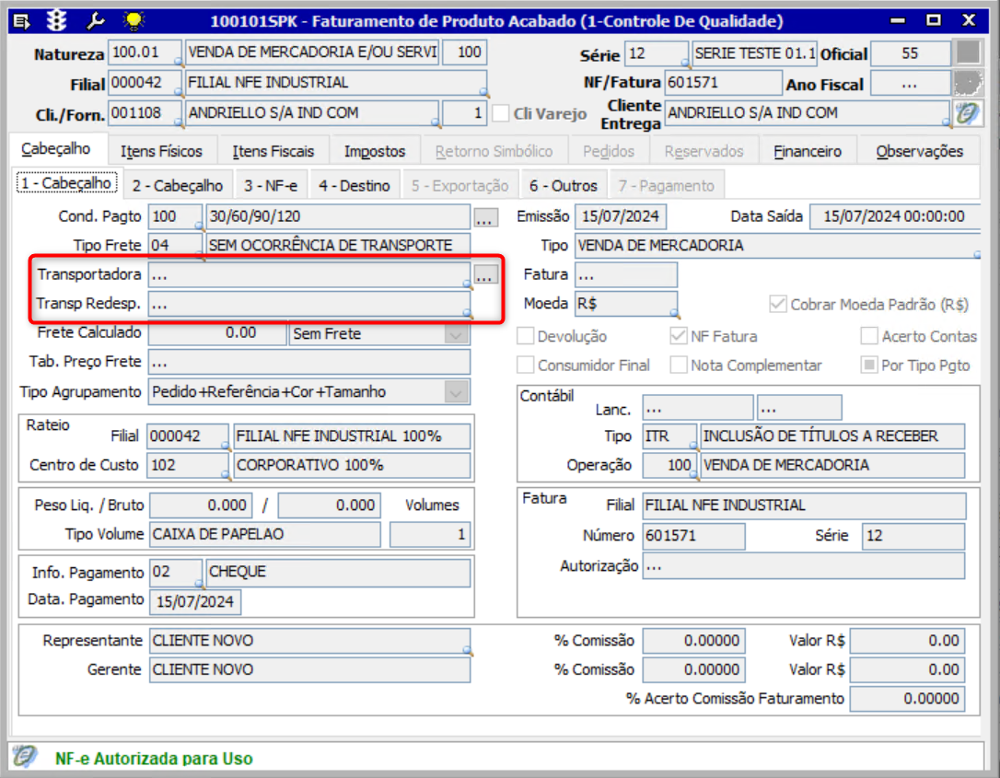 100101SPK - Faturamento de Produto Acabado (1-Controle De Qualidade)
Natureza 100.01 VENDA DE MERCADORIA E/OU SERVI 100 Série 12 SERIE TESTE 01.1 Oficial 55
Filial 000042 FILIAL NFE INDUSTRIAL NF/Fatura 601571 Ano Fiscal ...
Cli./Forn. 001108 ANDRIELLO S/A IND COM 1 Cli Varejo Cliente Entrega ANDRIELLO S/A IND COM
Cabeçalho Itens Físicos Itens Fiscais Impostos Retorno Simbólico Pedidos Reservados Financeiro Observações
1 - Cabeçalho 2 - Cabeçalho 3 - NF-e 4 - Destino 5 - Exportação 6 - Outros 7 - Pagamento
Cond. Pagto 100 30/60/90/120 ... Emissão 15/07/2024 Data Saída 15/07/2024 00:00:00
Tipo Frete 04 SEM OCORRÊNCIA DE TRANSPORTE Tipo VENDA DE MERCADORIA
Transportadora ... ... Fatura ...
Transp Redesp. ... Moeda R$ Cobrar Moeda Padrão (R$)
Frete Calculado 0.00 Sem Frete Devolução NF Fatura Acerto Contas
Tab. Preço Frete ... Consumidor Final Nota Complementar Por Tipo Pgto
Tipo Agrupamento Pedido+Referência+Cor+Tamanho
Contábil
Lanc. ... ...
Rateio
Filial 000042 FILIAL NFE INDUSTRIAL 100% Tipo ITR INCLUSÃO DE TÍTULOS A RECEBER
Centro de Custo 102 CORPORATIVO 100% Operação 100 VENDA DE MERCADORIA
Fatura
Peso Liq. / Bruto 0.000 / 0.000 Volumes Filial FILIAL NFE INDUSTRIAL
Tipo Volume CAIXA DE PAPELAO 1 Número 601571 Série 12
Info. Pagamento 02 CHEQUE Autorização ...
Data. Pagamento 15/07/2024
Representante CLIENTE NOVO % Comissão 0.00000 Valor R$ 0.00
Gerente CLIENTE NOVO % Comissão 0.00000 Valor R$ 0.00
% Acerto Comissão Faturamento 0.00000
NF-e Autorizada para Uso